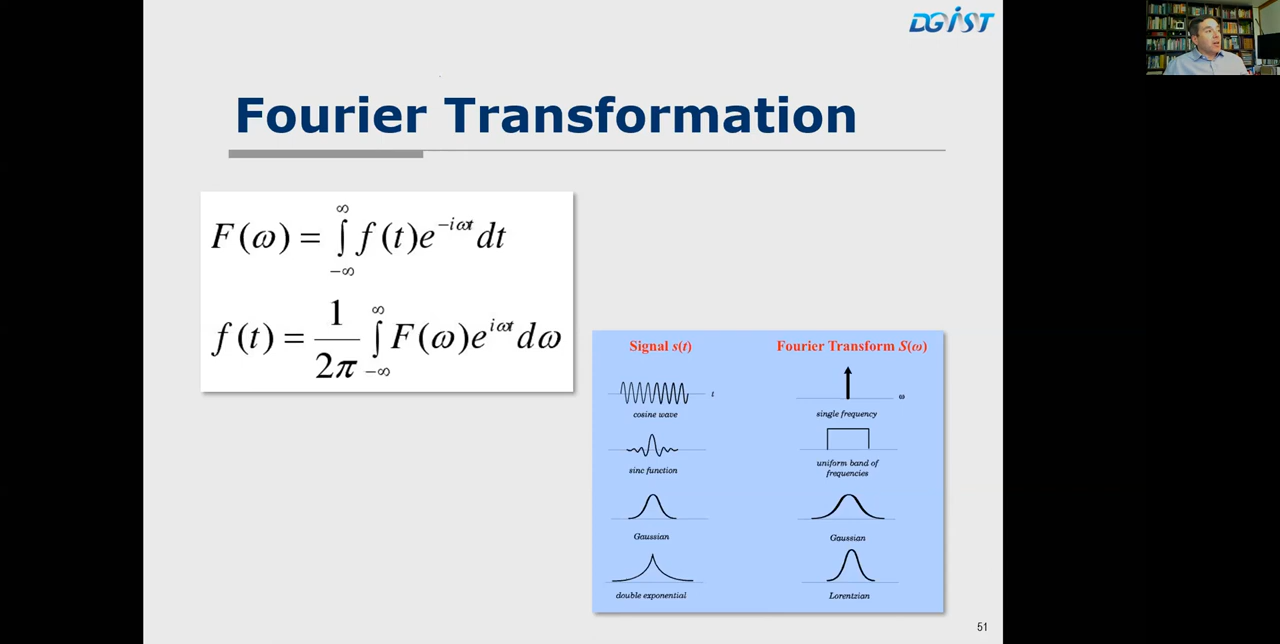 DGIST
Fourier Transformation
F(ω) = ∫_{-∞}^{∞} f(t)e^{-iωt} dt
f(t) = \frac{1}{2π} ∫_{-∞}^{∞} F(ω)e^{iωt} dω
Signal s(t) Fourier Transform S(ω)
t ω
cosine wave single frequency
sinc function uniform band of
frequencies
Gaussian Gaussian
double exponential Lorentzian
51